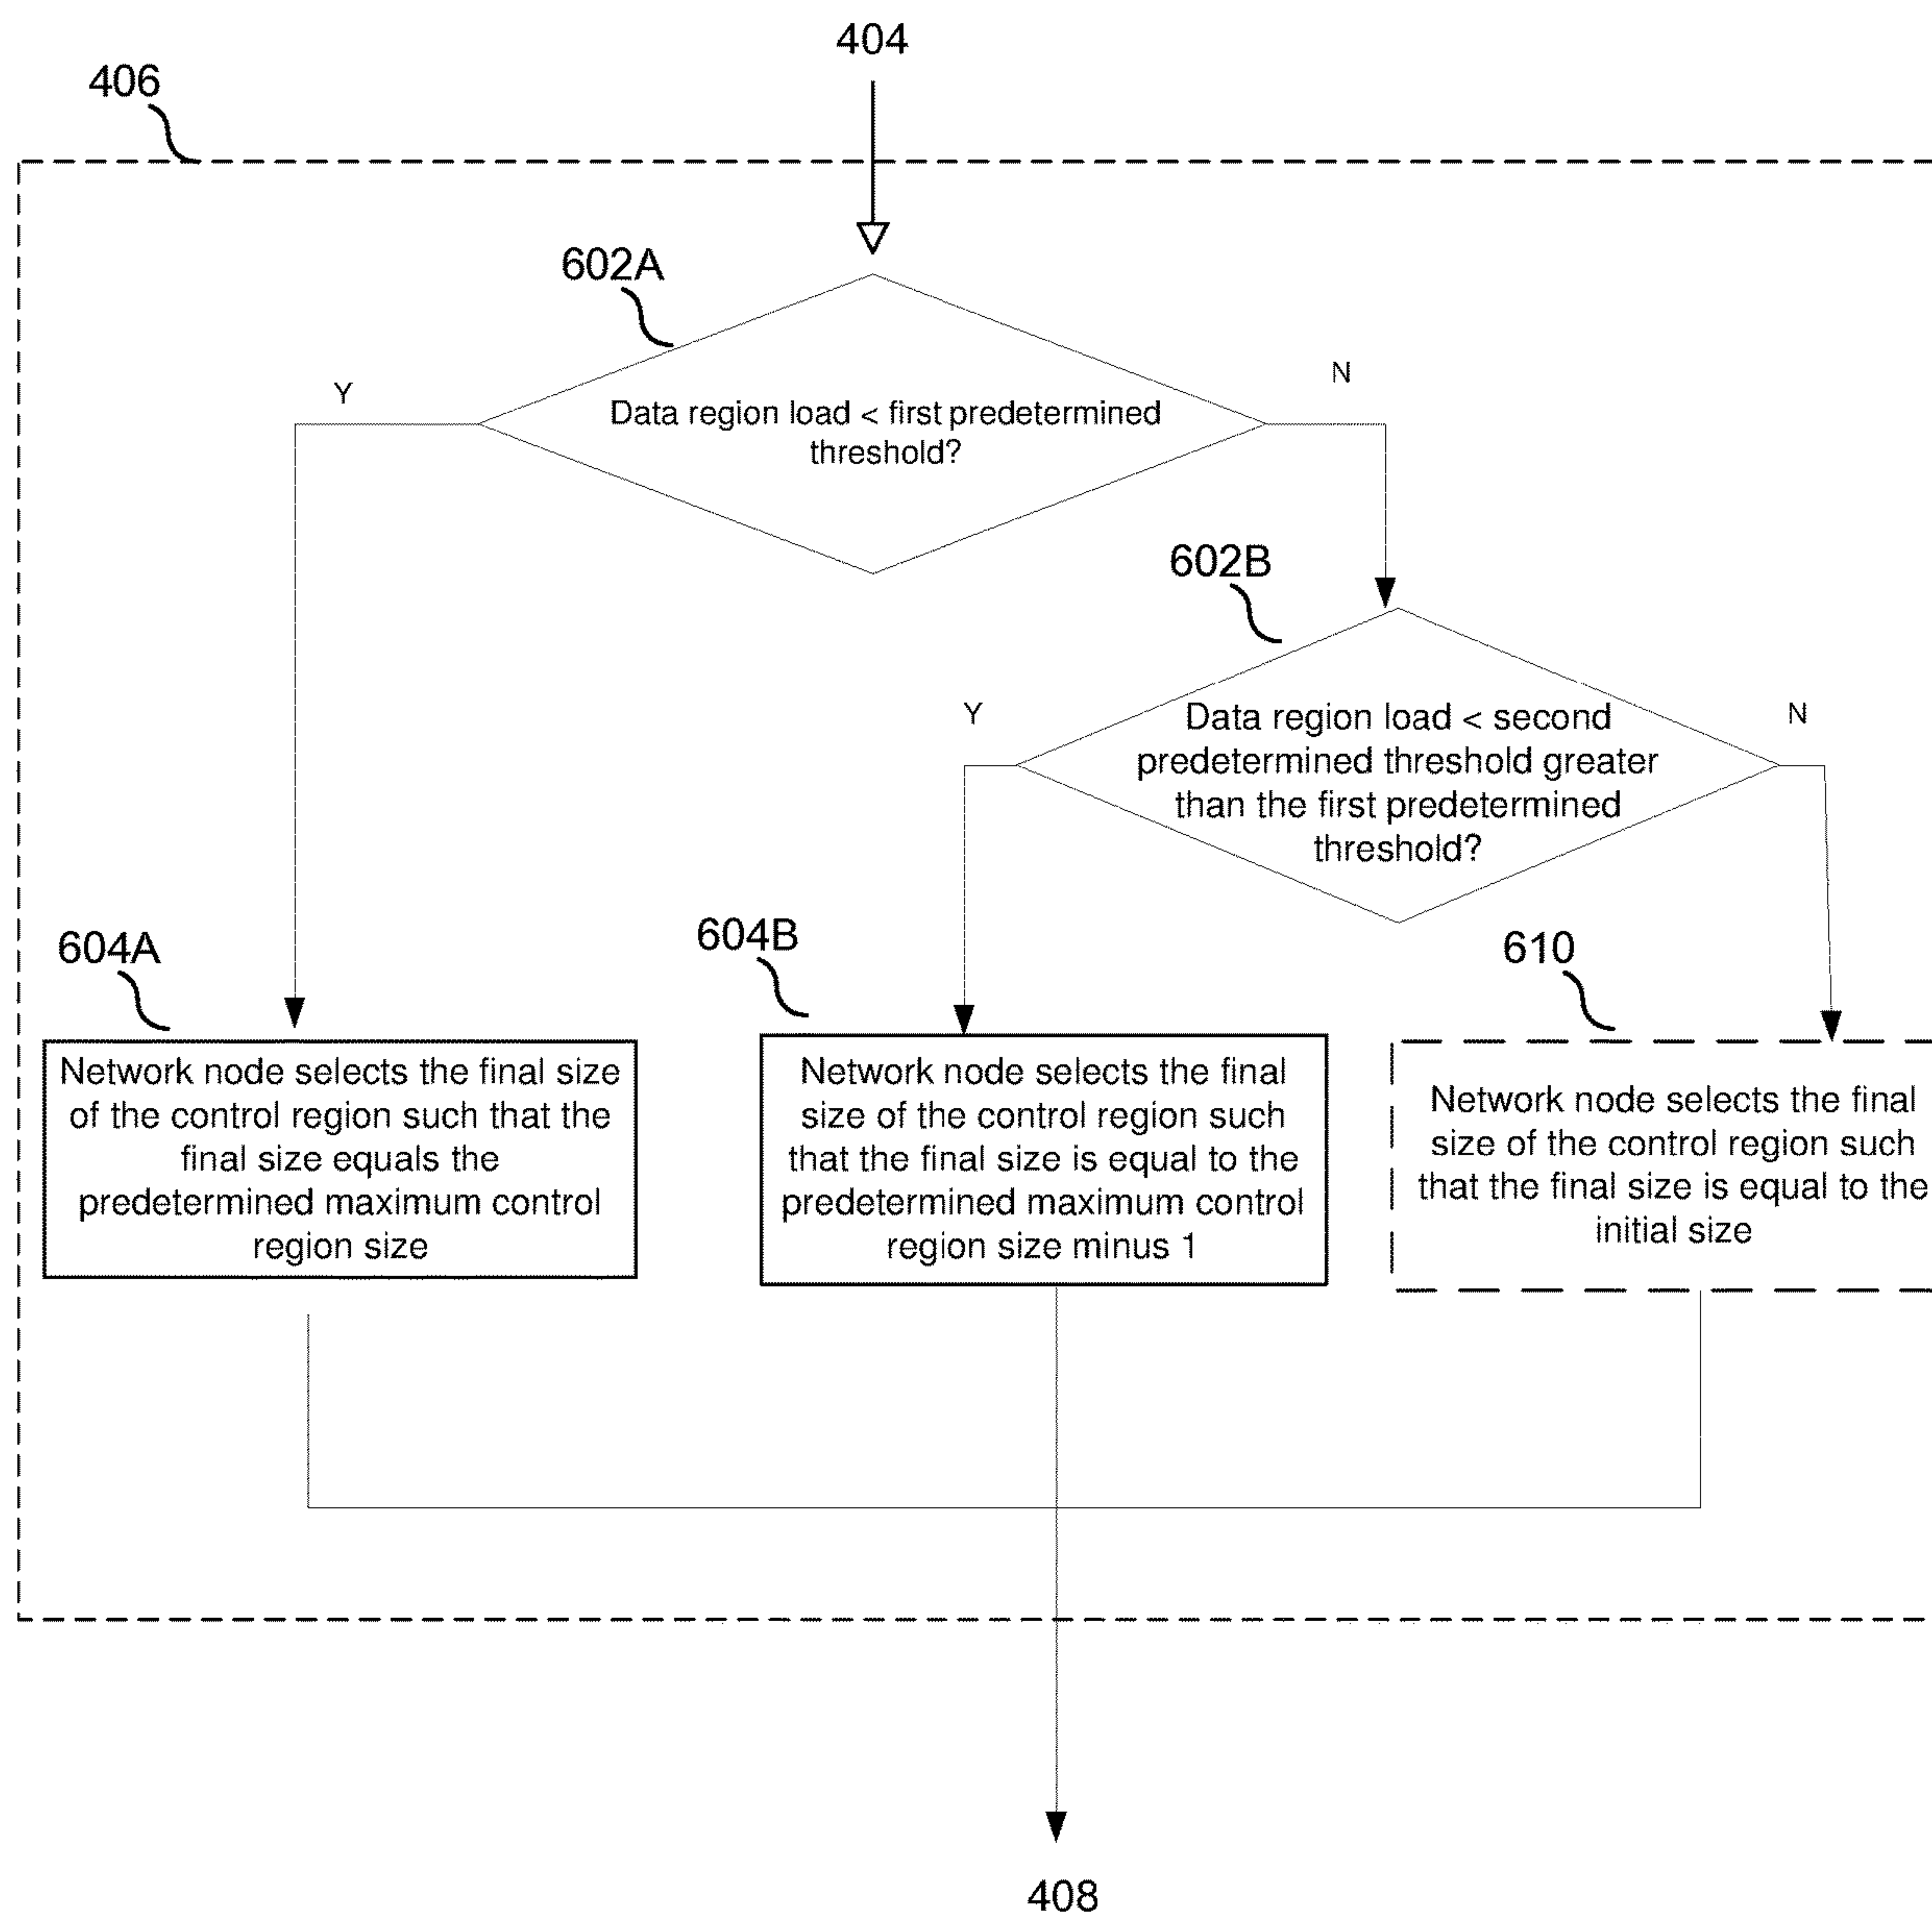 404
406
602A
Y
N
Data region load < first predetermined
threshold?
602B
Y
N
Data region load < second
predetermined threshold greater
than the first predetermined
threshold?
604A
604B
610
Network node selects the final size
of the control region such that the
final size equals the
predetermined maximum control
region size
Network node selects the final
size of the control region such
that the final size is equal to the
predetermined maximum control
region size minus 1
Network node selects the final
size of the control region such
that the final size is equal to the
initial size
408